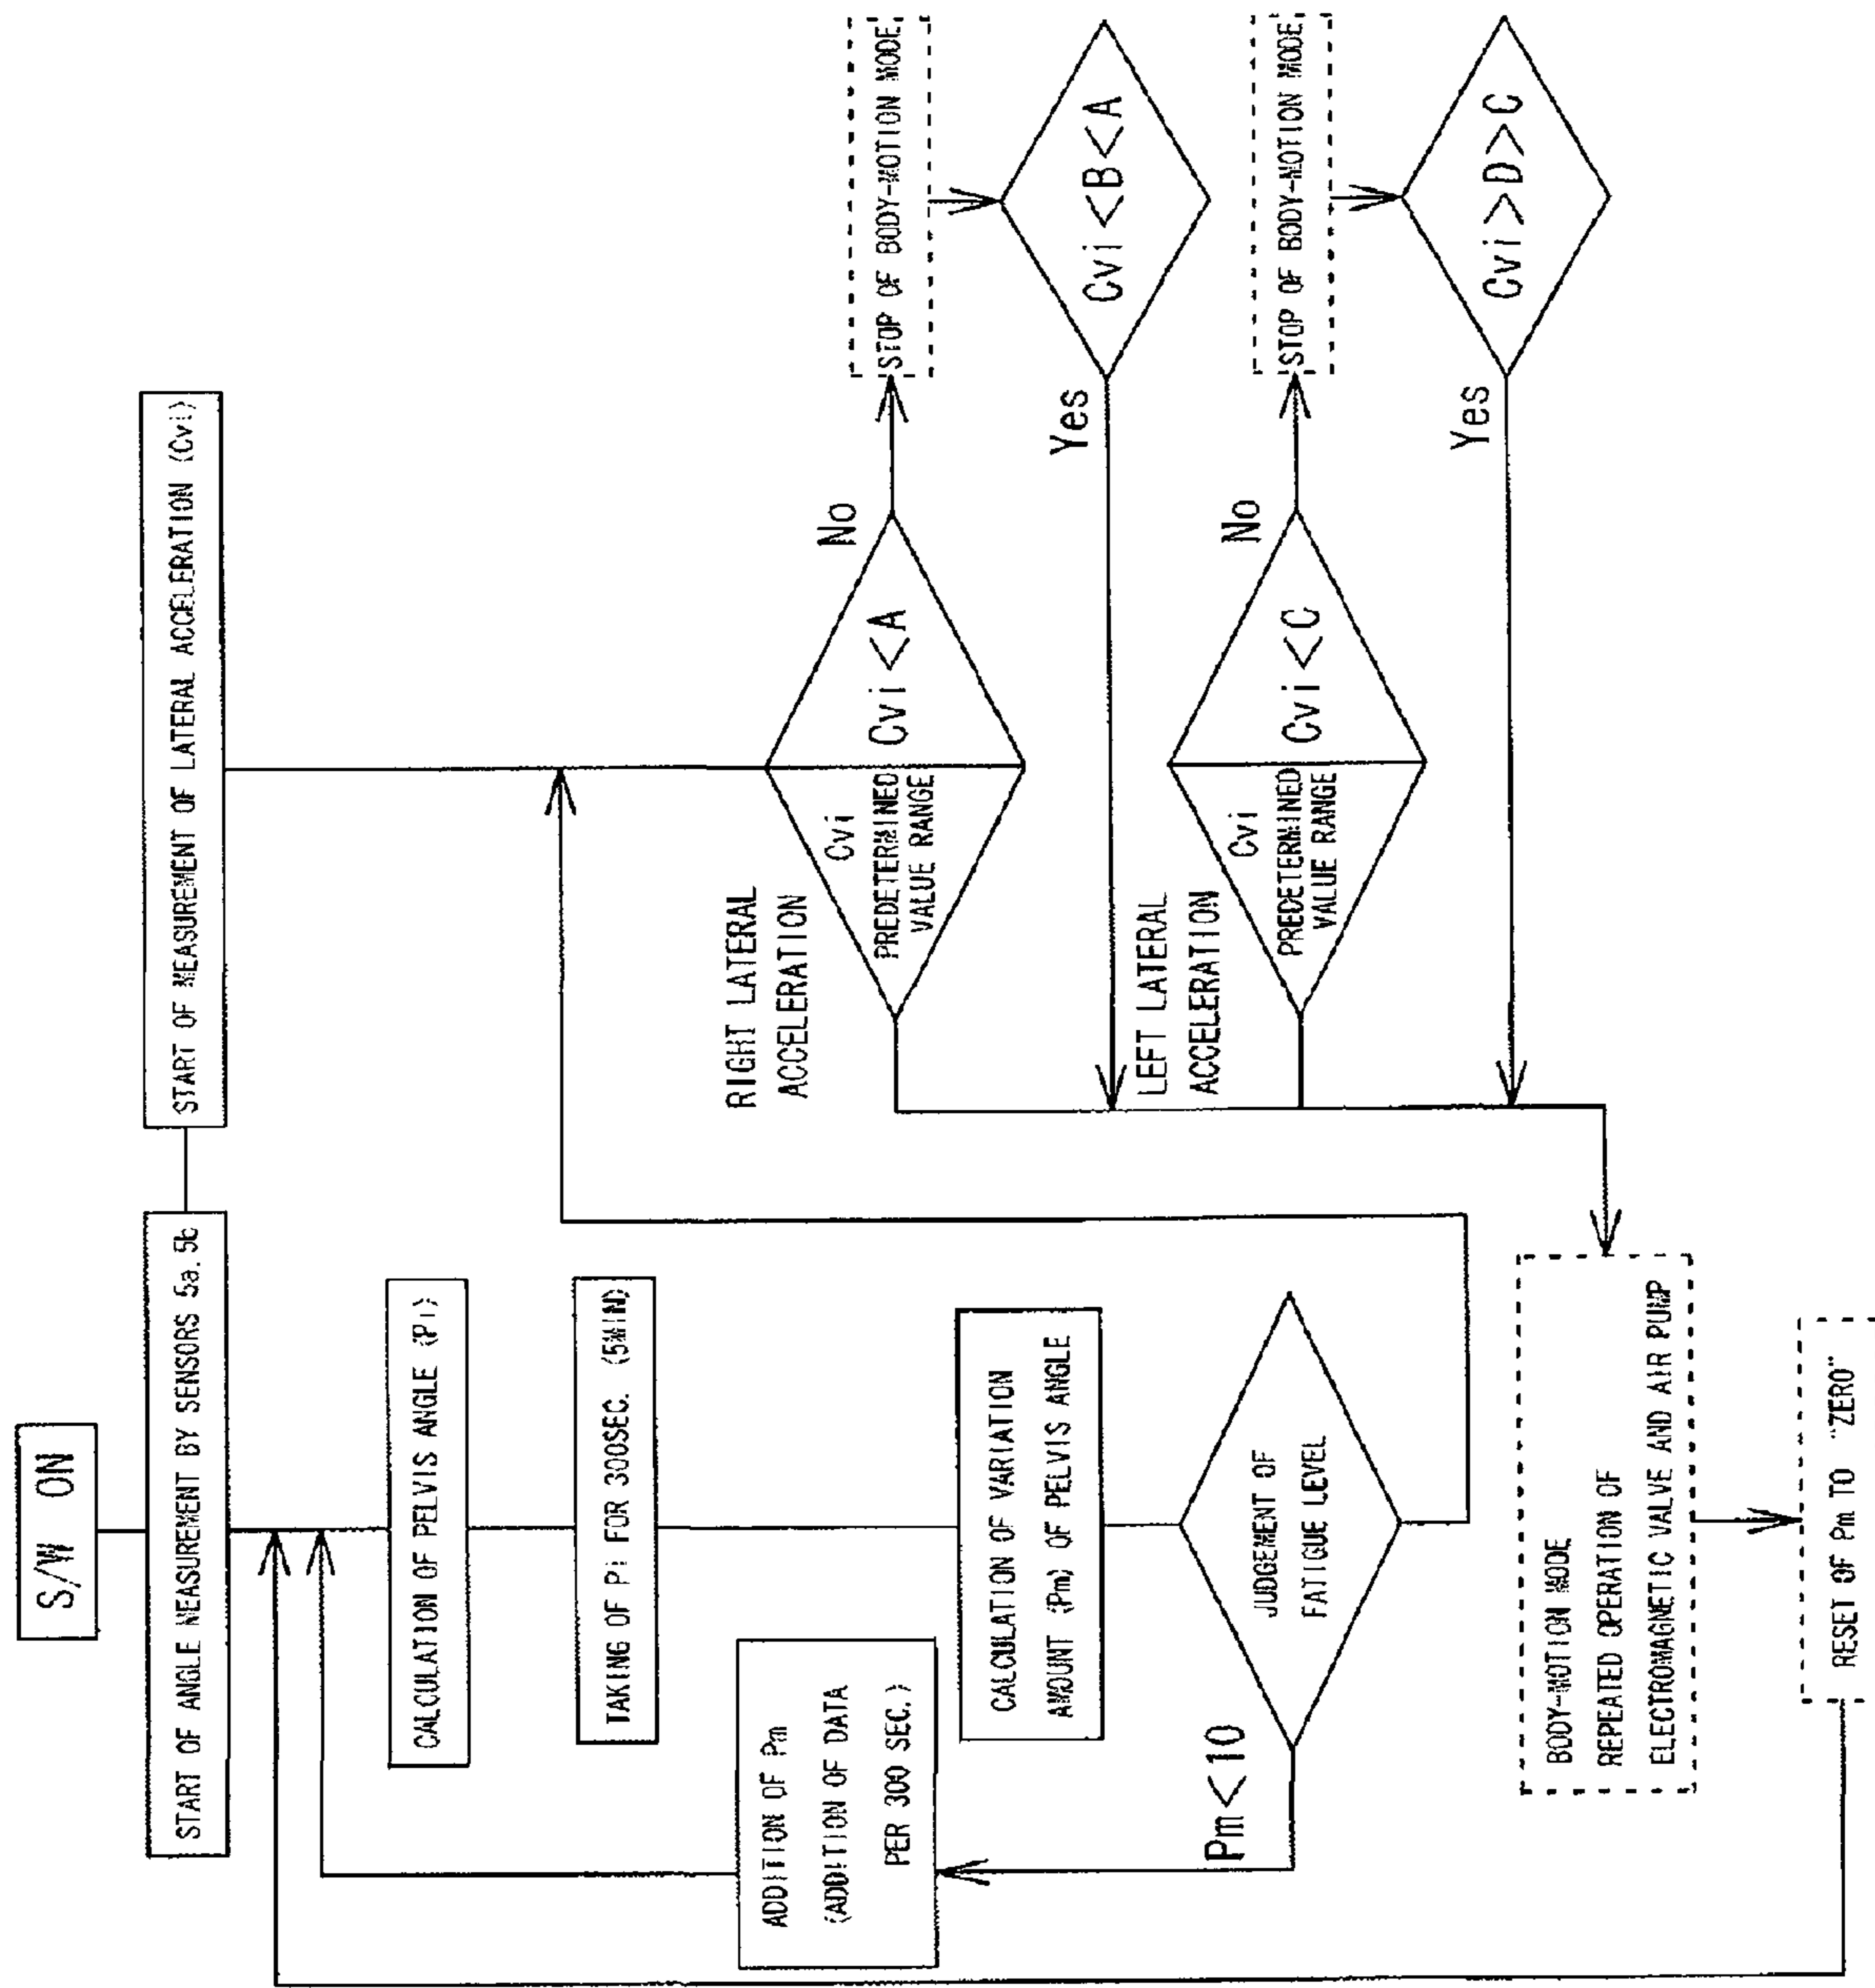 S/W ON
START OF ANGLE MEASUREMENT BY SENSORS 5a.5b
START OF MEASUREMENT OF LATERAL ACCELERATION (Cvi)
CALCULATION OF PELVIS ANGLE (Pi)
TAKING OF Pi FOR 300SEC. (5MIN)
ADDITION OF Pm
(ADDITION OF DATA
PER 300 SEC.)
CALCULATION OF VARIATION
AMOUNT (Pm) OF PELVIS ANGLE
Pm<10
JUDGEMENT OF
FATIGUE LEVEL
RIGHT LATERAL
ACCELERATION
Cvi
PREDETERMINED
VALUE RANGE
Cvi<A
No
STOP OF BODY-MOTION MODE
Cvi<B<A
Yes
LEFT LATERAL
ACCELERATION
Cvi
PREDETERMINED
VALUE RANGE
Cvi<C
No
STOP OF BODY-MOTION MODE
Cvi>D>C
Yes
BODY-MOTION MODE
REPEATED OPERATION OF
ELECTROMAGNETIC VALVE AND AIR PUMP
RESET OF Pm TO "ZERO"